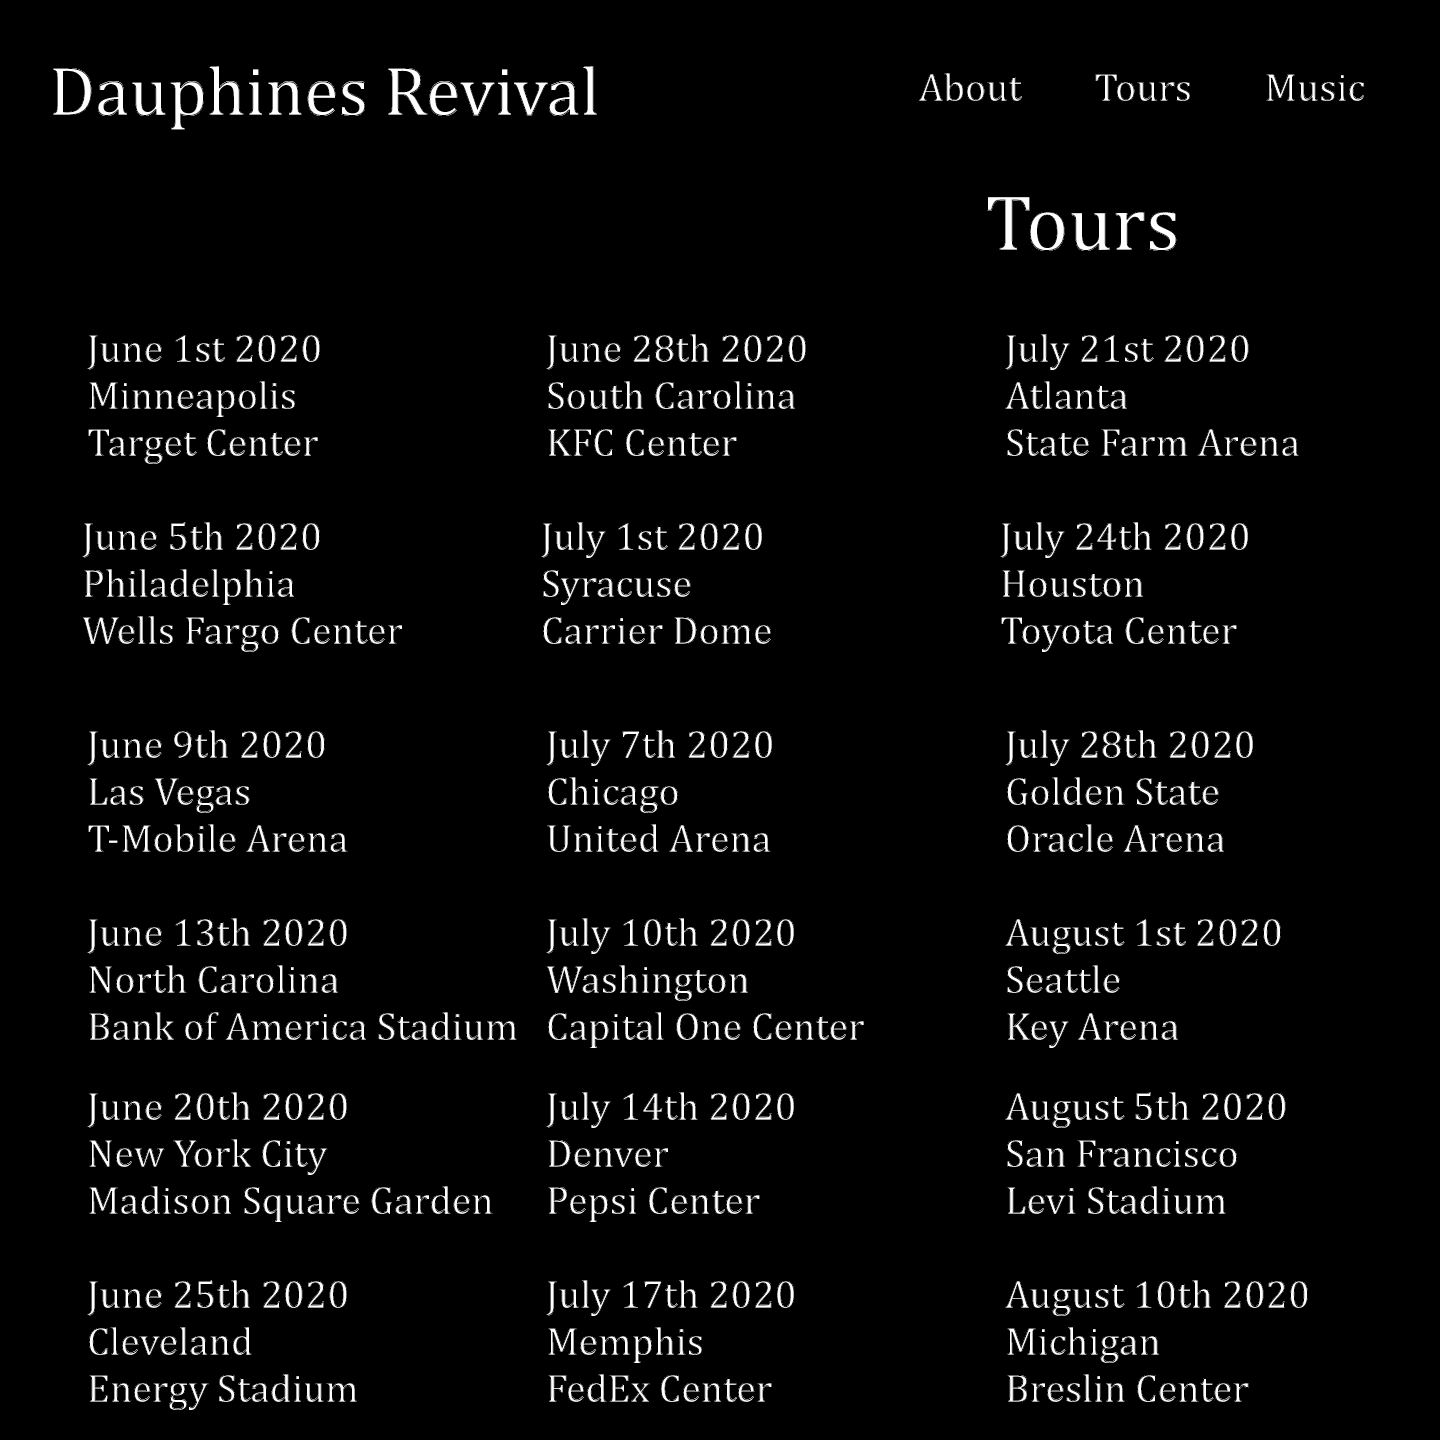 Dauphines Revival
About Tours Music
Tours
June 1st 2020
Minneapolis
Target Center
June 5th 2020
Philadelphia
Wells Fargo Center
June 9th 2020
Las Vegas
T-Mobile Arena
June 13th 2020
North Carolina
Bank of America Stadium
June 20th 2020
New York City
Madison Square Garden
June 25th 2020
Cleveland
Energy Stadium
June 28th 2020
South Carolina
KFC Center
July 1st 2020
Syracuse
Carrier Dome
July 7th 2020
Chicago
United Arena
July 10th 2020
Washington
Capital One Center
July 14th 2020
Denver
Pepsi Center
July 17th 2020
Memphis
FedEx Center
July 21st 2020
Atlanta
State Farm Arena
July 24th 2020
Houston
Toyota Center
July 28th 2020
Golden State
Oracle Arena
August 1st 2020
Seattle
Key Arena
August 5th 2020
San Francisco
Levi Stadium
August 10th 2020
Michigan
Breslin Center